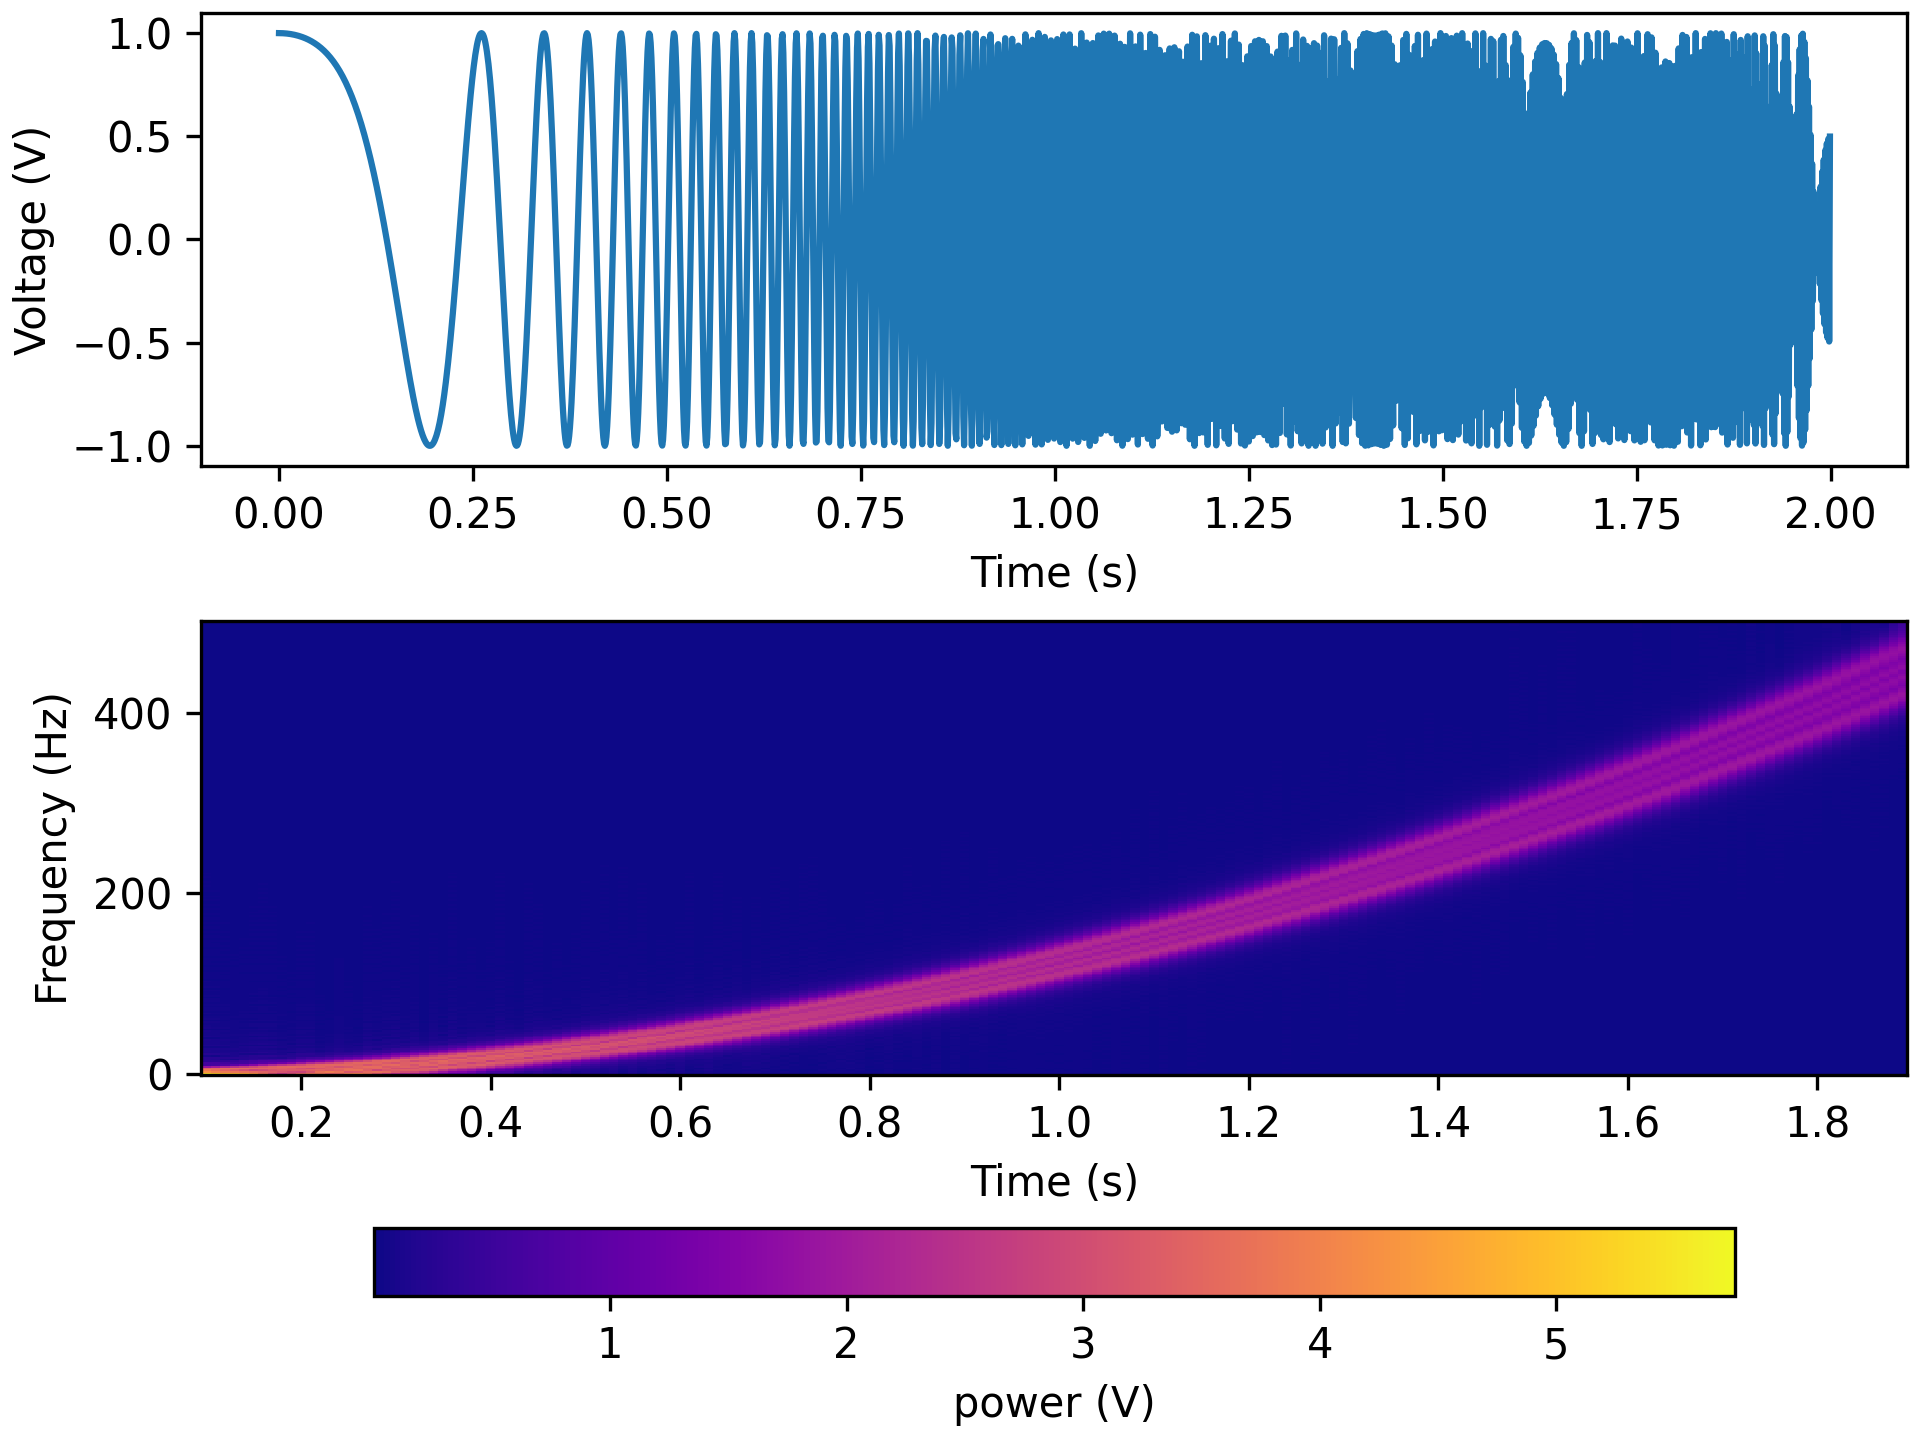 1.0
0.5
0.0
−0.5
−1.0
Voltage (V)
0.00 0.25 0.50 0.75 1.00 1.25 1.50 1.75 2.00
Time (s)
400
200
0
Frequency (Hz)
0.2 0.4 0.6 0.8 1.0 1.2 1.4 1.6 1.8
Time (s)
1 2 3 4 5
power (V)